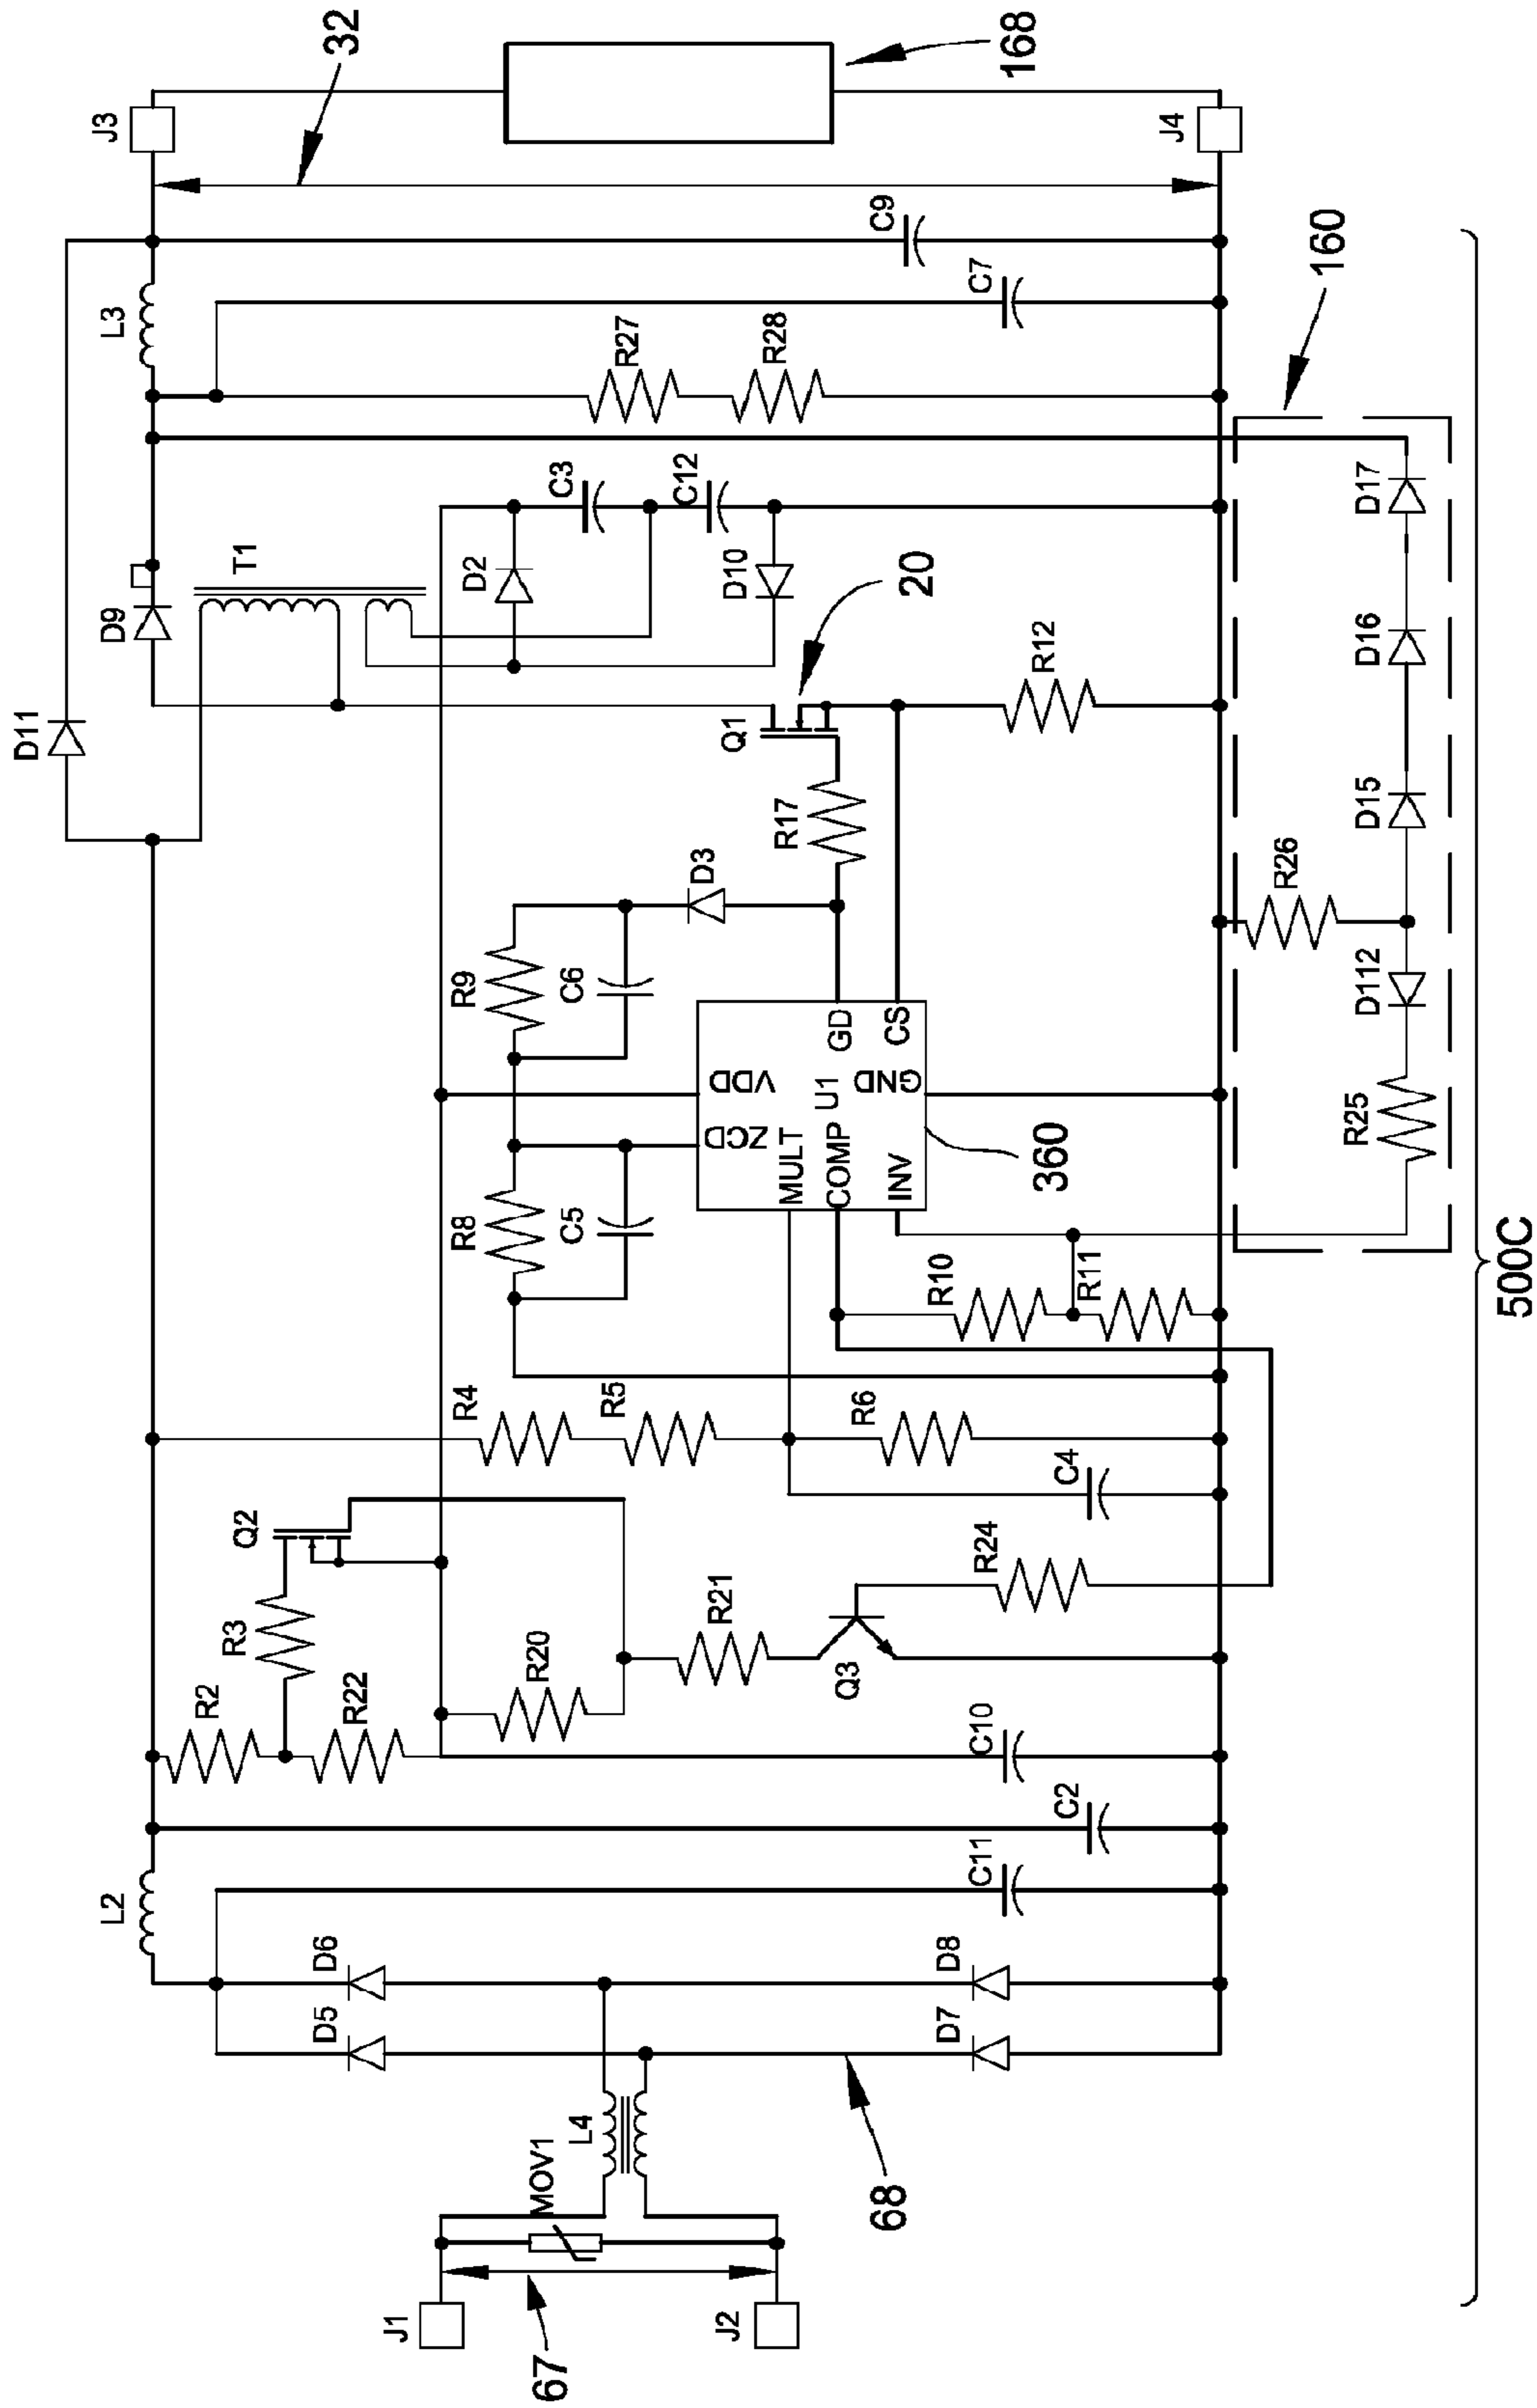 J1
J2
67
MOV1
L4
68
D5
D6
D7
D8
L2
C11
C2
C10
R2
R22
R3
Q2
R20
R21
Q3
R24
R4
R5
R6
C4
R8
C5
R9
C6
D3
R10
R11
ZCD
VDD
MULT
COMP
U1
GD
INV
GND
CS
360
R17
Q1
20
R12
D11
D9
T1
D2
D10
C3
C12
L3
R27
R28
C7
C9
J3
J4
32
168
160
R25
D112
R26
D15
D16
D17
500C